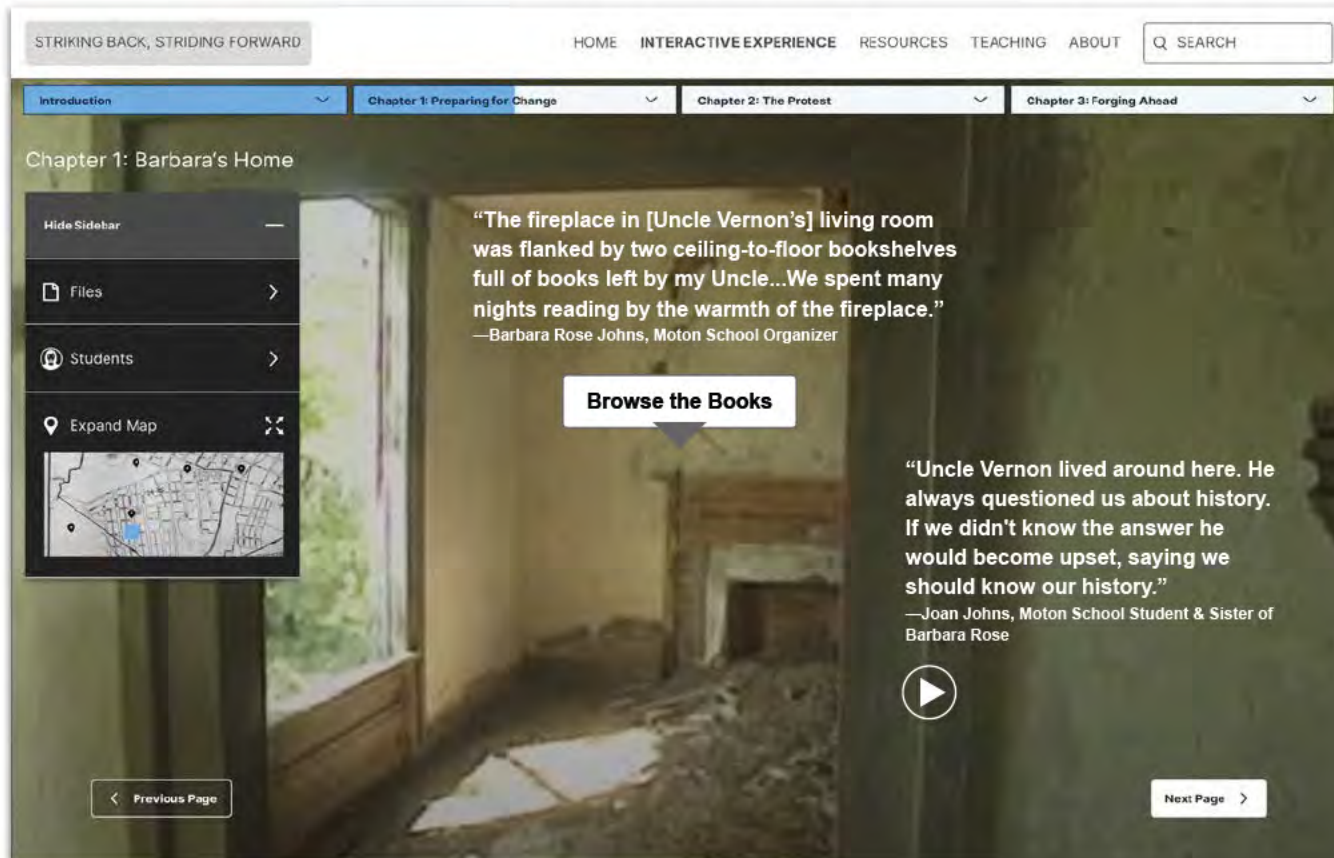 STRIKING BACK, STRIDING FORWARD
HOME INTERACTIVE EXPERIENCE RESOURCES TEACHING ABOUT SEARCH
Introduction
Chapter 1: Preparing for Change
Chapter 2: The Protest
Chapter 3: Forging Ahead
Chapter 1: Barbara's Home
Hide Sidebar
Files
Students
Expand Map
“The fireplace in [Uncle Vernon’s] living room
was flanked by two ceiling-to-floor bookshelves
full of books left by my Uncle...We spent many
nights reading by the warmth of the fireplace.”
—Barbara Rose Johns, Moton School Organizer
Browse the Books
“Uncle Vernon lived around here. He
always questioned us about history.
If we didn't know the answer he
would become upset, saying we
should know our history.”
—Joan Johns, Moton School Student & Sister of
Barbara Rose
Previous Page
Next Page